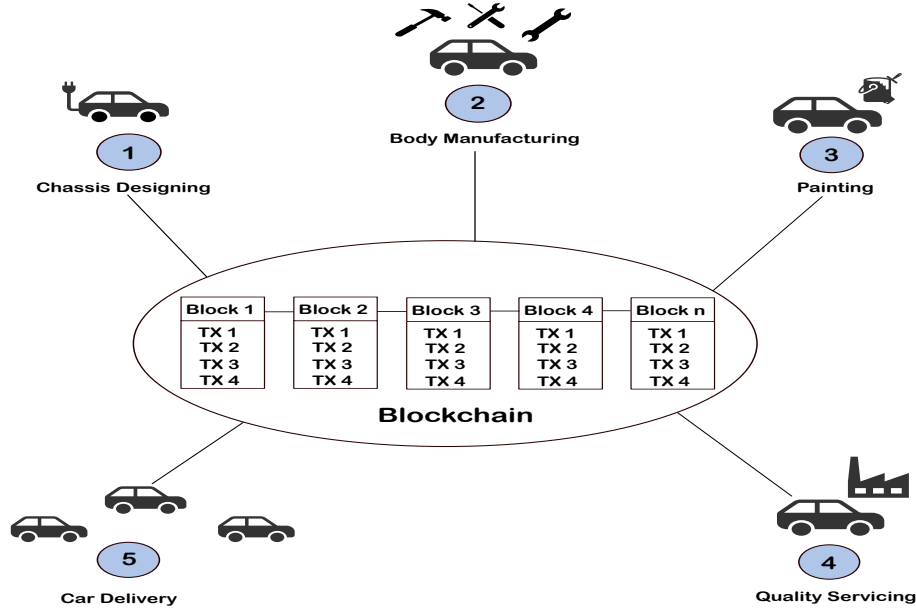 2
Body Manufacturing
1
Chassis Designing
3
Painting
Block 1
TX 1
TX 2
TX 3
TX 4
Block 2
TX 1
TX 2
TX 3
TX 4
Block 3
TX 1
TX 2
TX 3
TX 4
Block 4
TX 1
TX 2
TX 3
TX 4
Block n
TX 1
TX 2
TX 3
TX 4
Blockchain
5
Car Delivery
4
Quality Servicing